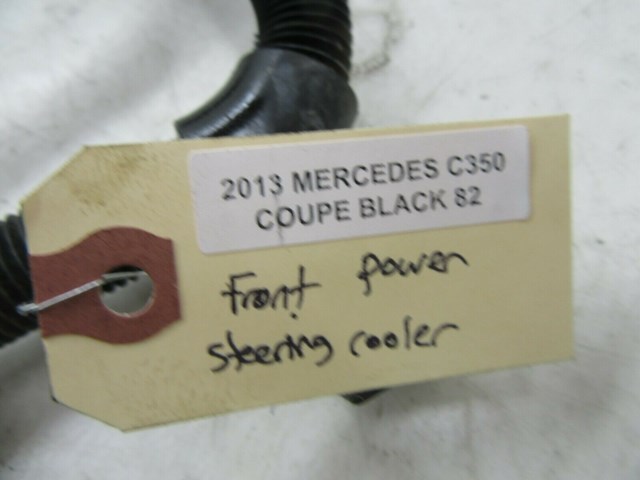 2013 MERCEDES C350
COUPE BLACK 82
Front power
steering cooler